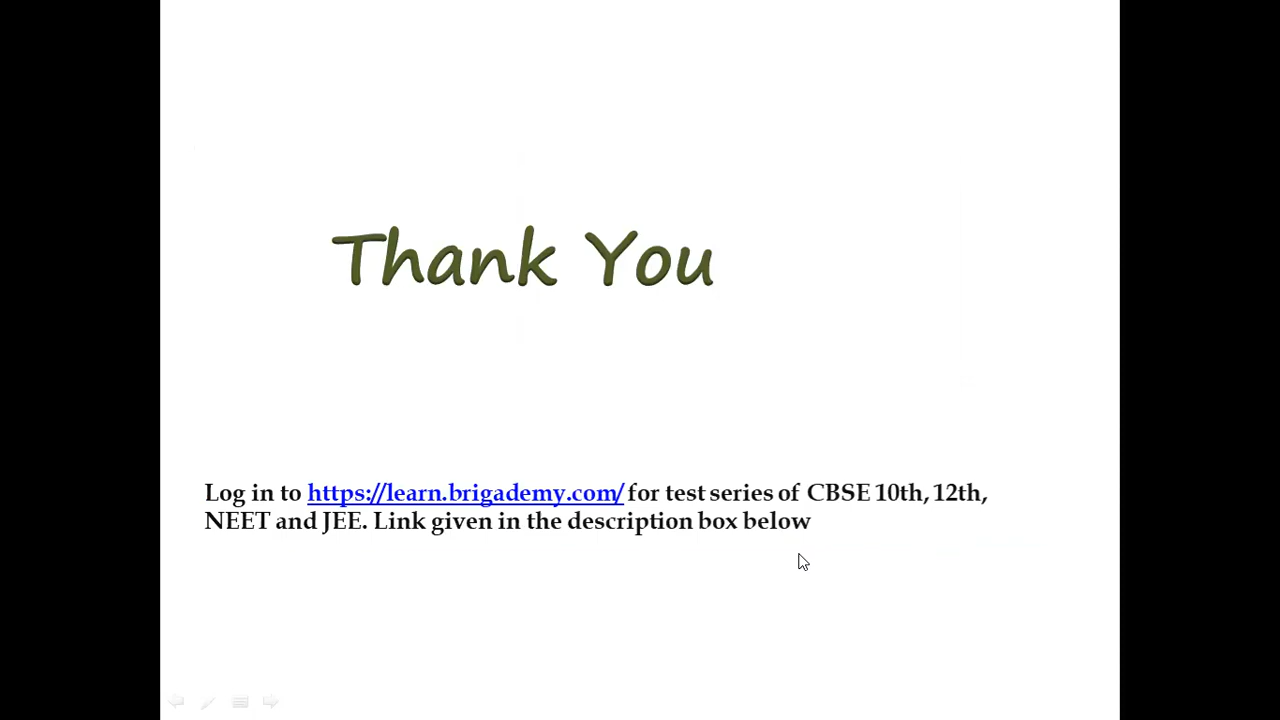 Thank You
Log in to https://learn.brigademy.com/ for test series of CBSE 10th, 12th,
NEET and JEE. Link given in the description box below